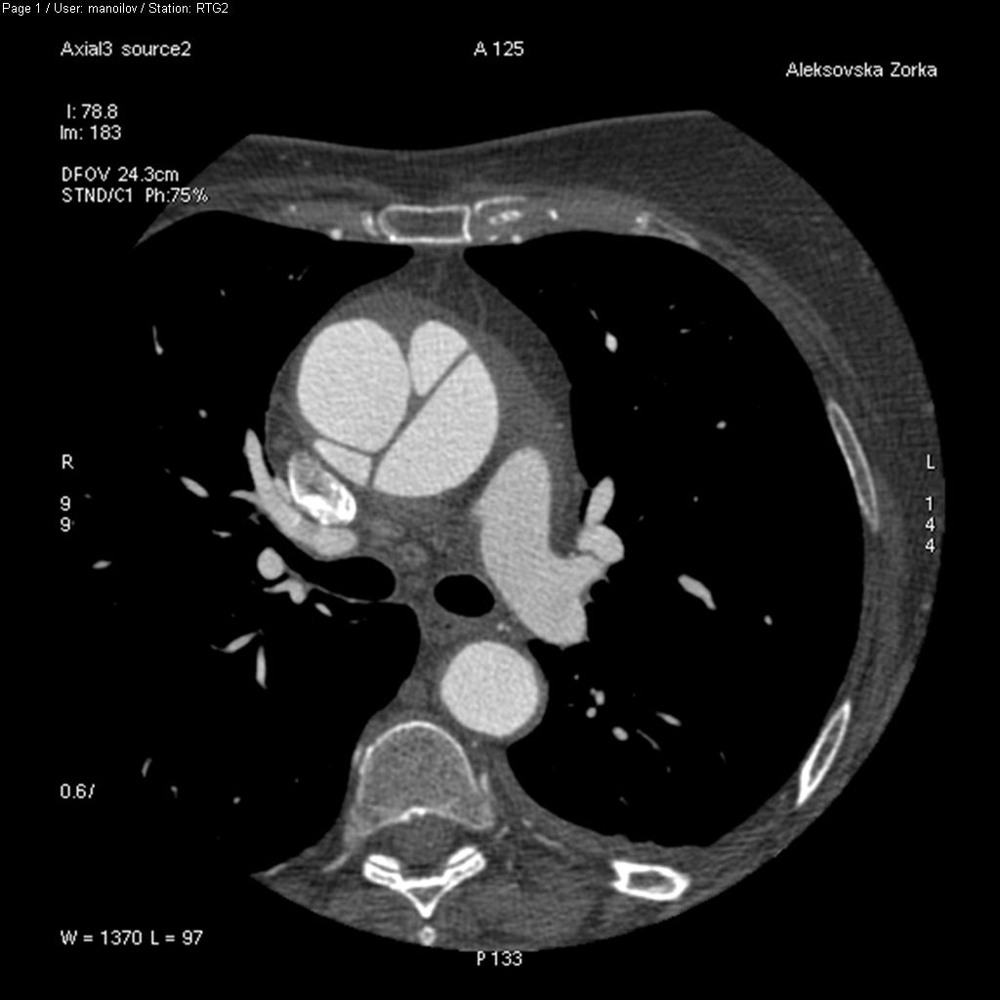 Page 1 / User: manoilov / Station: RTG2
Axial3 source2
A 125
Aleksovska Zorka
I: 78.8
Im: 183
DFOV 24.3cm
STND/C1 Ph:75%
R
9
9
L
1
4
4
0.6/
W = 1370 L = 97
P 133